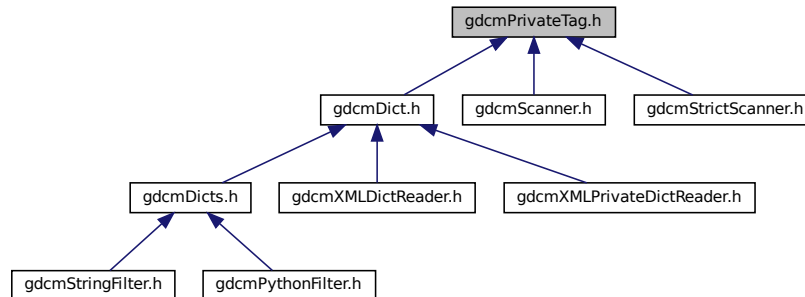 gdcmPrivateTag.h
gdcmDict.h
gdcmScanner.h
gdcmStrictScanner.h
gdcmDicts.h
gdcmXMLDictReader.h
gdcmXMLPrivateDictReader.h
gdcmStringFilter.h
gdcmPythonFilter.h